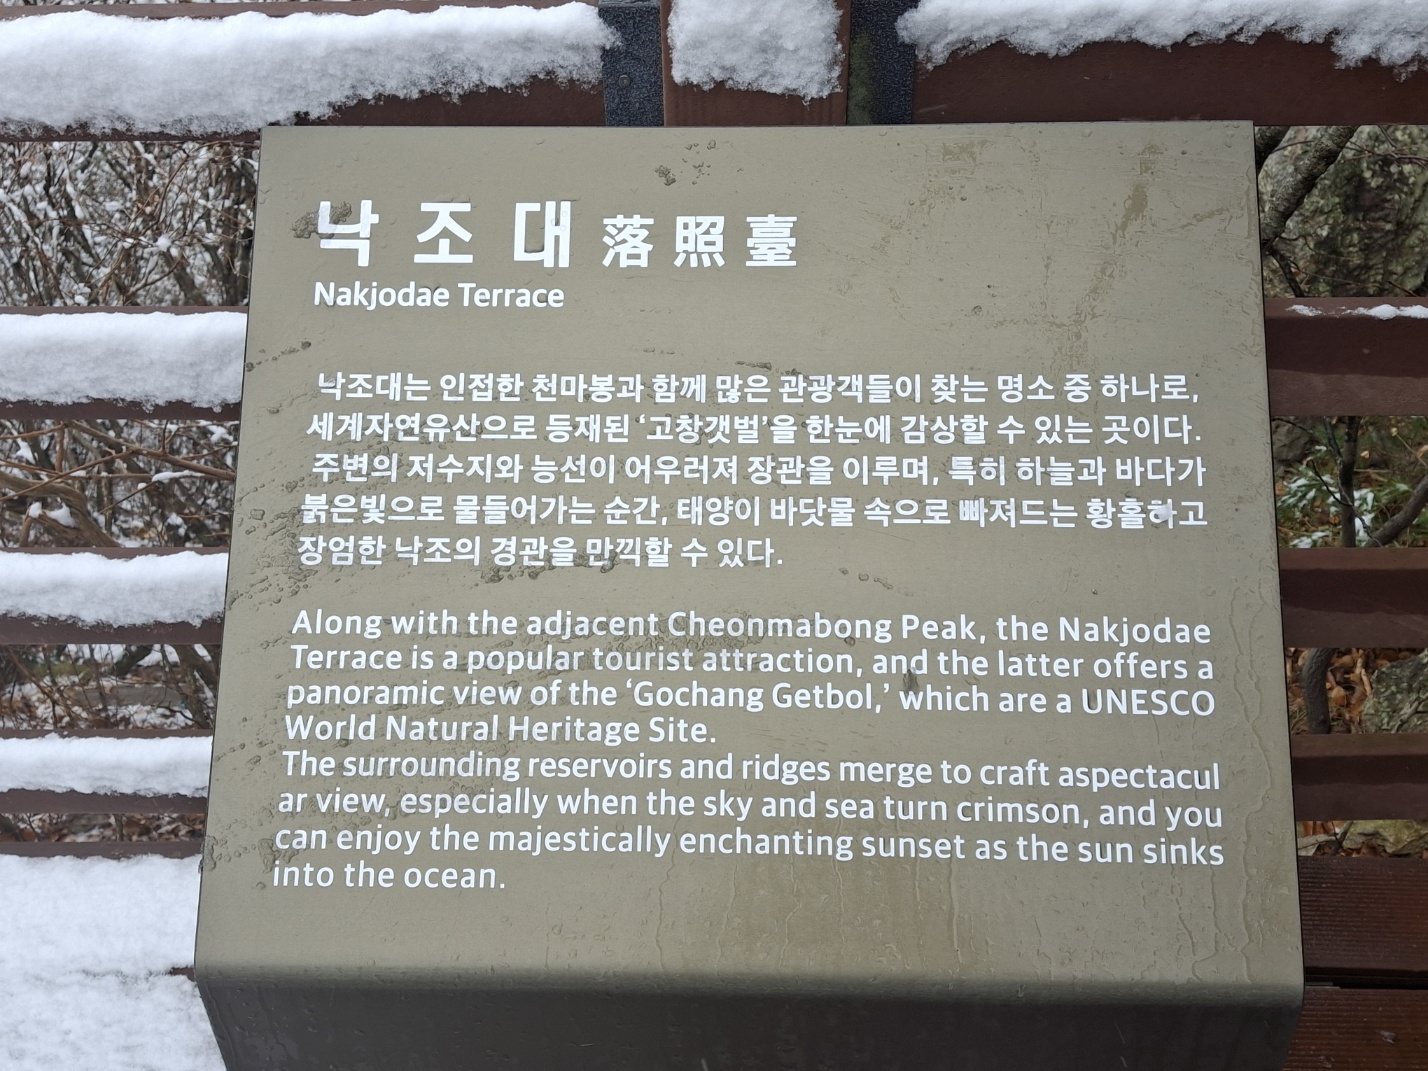 낙조대 落照臺
Nakjodae Terrace
낙조대는 인접한 천마봉과 함께 많은 관광객들이 찾는 명소 중 하나로,
세계자연유산으로 등재된 ‘고창갯벌’을 한눈에 감상할 수 있는 곳이다.
주변의 저수지와 능선이 어우러져 장관을 이루며, 특히 하늘과 바다가
붉은빛으로 물들어가는 순간, 태양이 바닷물 속으로 빠져드는 황홀하고
장엄한 낙조의 경관을 만끽할 수 있다.
Along with the adjacent Cheonmabong Peak, the Nakjodae
Terrace is a popular tourist attraction, and the latter offers a
panoramic view of the ‘Gochang Getbol,’ which are a UNESCO
World Natural Heritage Site.
The surrounding reservoirs and ridges merge to craft aspectacul
ar view, especially when the sky and sea turn crimson, and you
can enjoy the majestically enchanting sunset as the sun sinks
into the ocean.